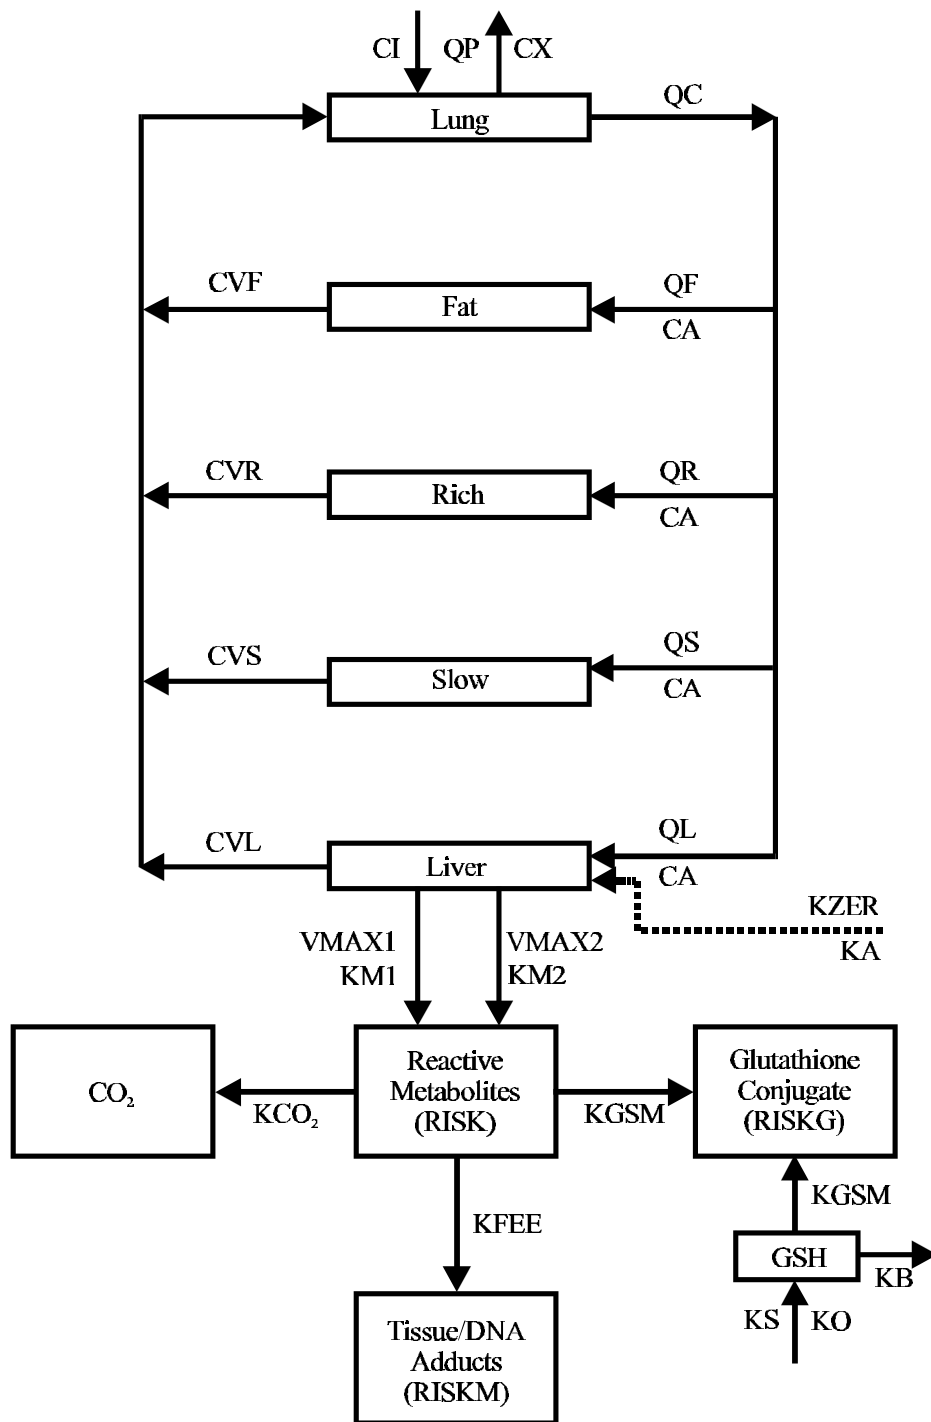 CI QP CX
Lung
QC
CVF
Fat
QF
CA
CVR
Rich
QR
CA
CVS
Slow
QS
CA
CVL
Liver
QL
CA
KZER
KA
VMAX1
KM1
VMAX2
KM2
CO₂
KCO₂
Reactive
Metabolites
(RISK)
KGSM
Glutathione
Conjugate
(RISKG)
KFEE
KGSM
GSH
KB
KS KO
Tissue/DNA
Adducts
(RISKM)